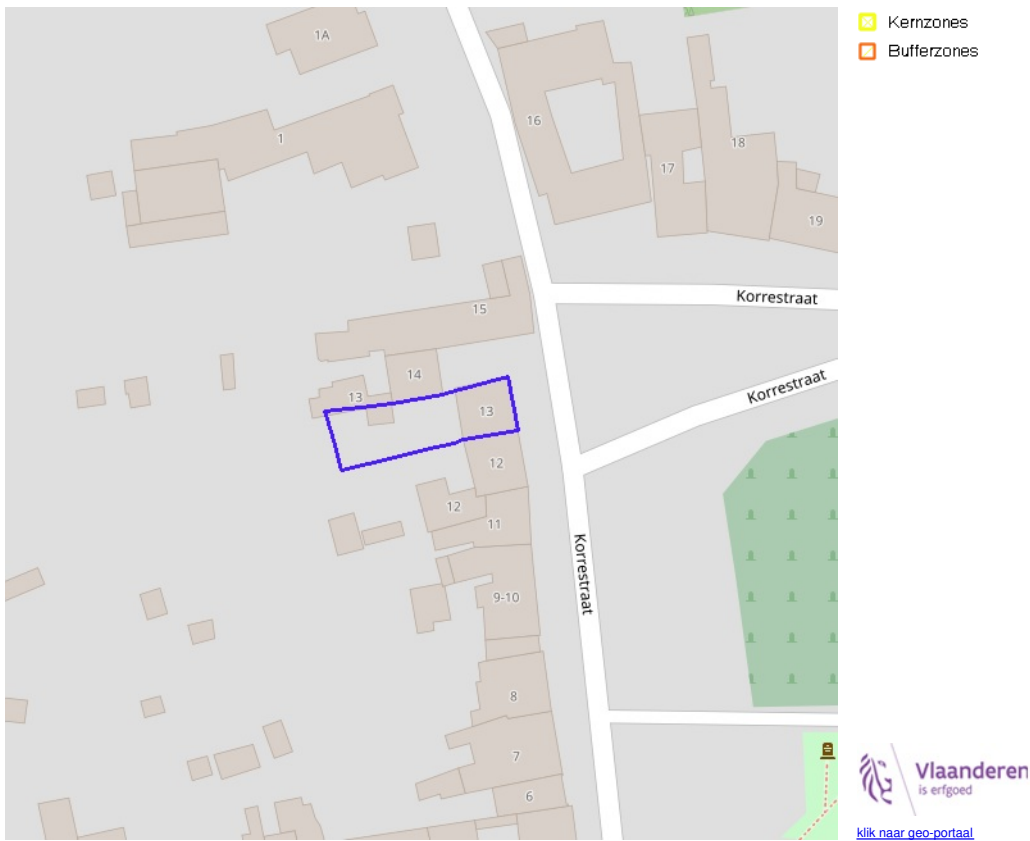 1A
Kernzones
Bufferzones
16
1
18
17
19
Korrestraat
15
14
Korrestraat
13
13
12
12
11
Korrestraat
9-10
8
7
6
Vlaanderen
is erfgoed
klik naar geo-portaal